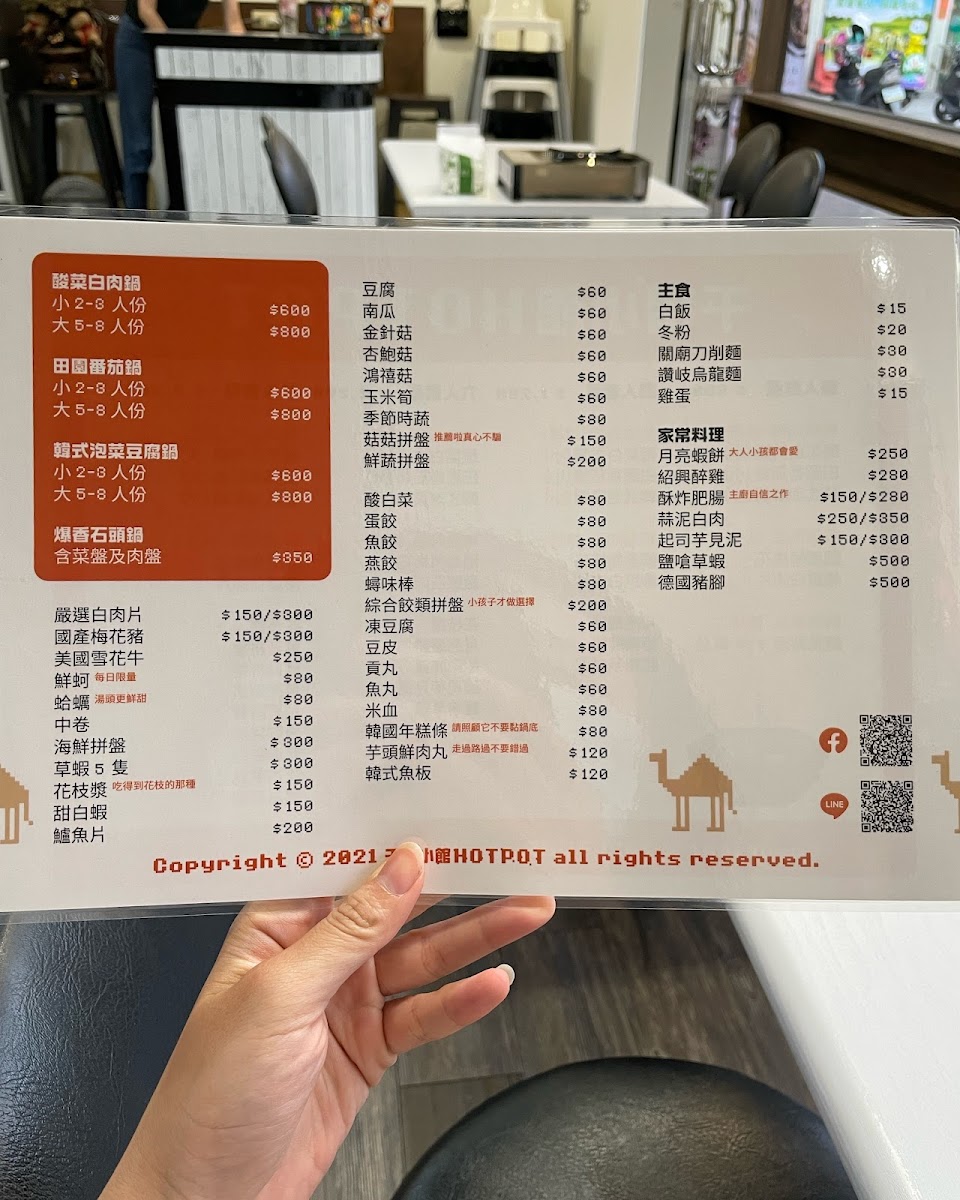 酸菜白肉鍋
小 2-3 人份 $600
大 5-8 人份 $800
田園番茄鍋
小 2-3 人份 $600
大 5-8 人份 $800
韓式泡菜豆腐鍋
小 2-3 人份 $600
大 5-8 人份 $800
爆香石頭鍋
含菜盤及肉盤 $350
嚴選白肉片 $150/$300
國產梅花豬 $150/$300
美國雪花牛 $250
鮮蚵 每日限量 $80
蛤蠣 湯頭更鮮甜 $80
中卷 $150
海鮮拼盤 $300
草蝦 5 隻 $300
花枝漿 吃得到花枝的那種 $150
甜白蝦 $150
鱸魚片 $200
豆腐 $60
南瓜 $60
金針菇 $60
杏鮑菇 $60
鴻禧菇 $60
玉米筍 $60
季節時蔬 $80
菇菇拼盤 推薦啦真心不騙 $150
鮮蔬拼盤 $200
酸白菜 $80
蛋餃 $80
魚餃 $80
燕餃 $80
蟳味棒 $80
綜合餃類拼盤 小孩子才做選擇 $200
凍豆腐 $60
豆皮 $60
貢丸 $60
魚丸 $60
米血 $80
韓國年糕條 請照顧它不要黏鍋底 $80
芋頭鮮肉丸 走過路過不要錯過 $120
韓式魚板 $120
主食
白飯 $15
冬粉 $20
關廟刀削麵 $30
讚岐烏龍麵 $30
雞蛋 $15
家常料理
月亮蝦餅 大人小孩都會愛 $250
紹興醉雞 $280
酥炸肥腸 主廚自信之作 $150/$280
蒜泥白肉 $250/$350
起司芋見泥 $150/$300
鹽嗆草蝦 $500
德國豬腳 $500
LINE
Copyright © 2021 小館HOTPOT all rights reserved.